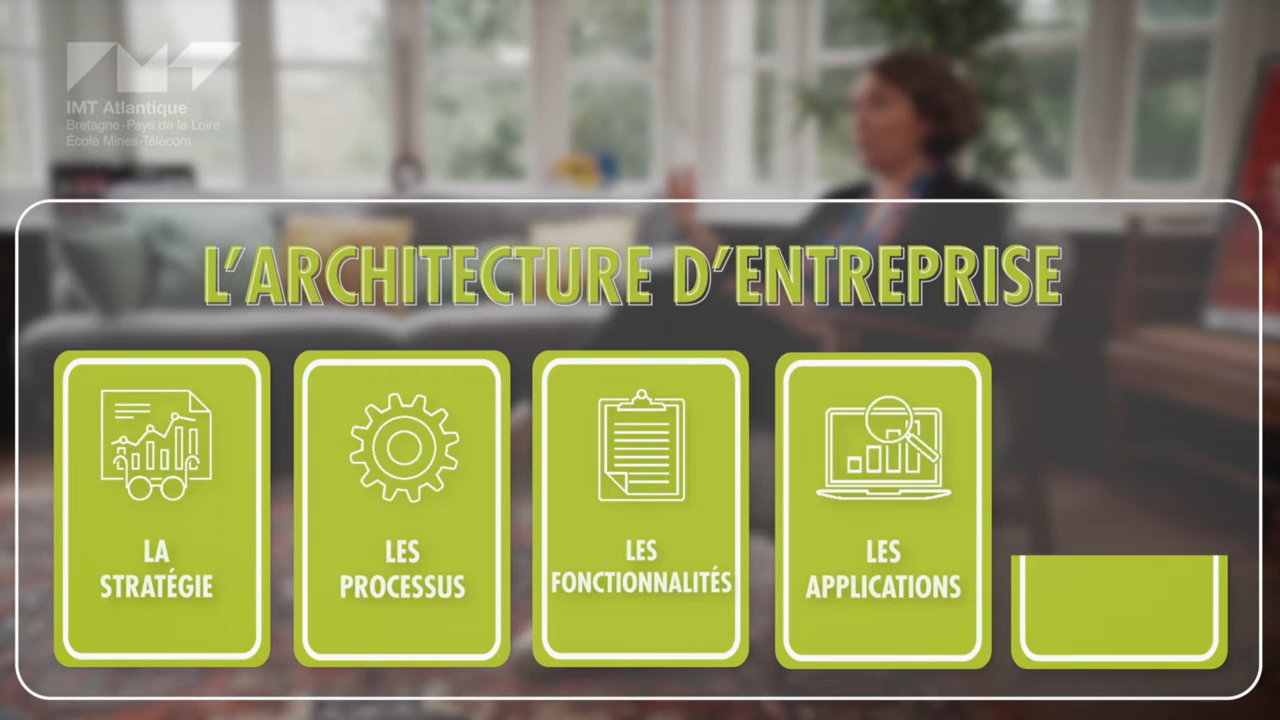 IMT Atlantique
Bretagne-Pays de la Loire
École Mines-Télécom
L'ARCHITECTURE D'ENTREPRISE
LA
STRATÉGIE
LES
PROCESSUS
LES
FONCTIONNALITÉS
LES
APPLICATIONS